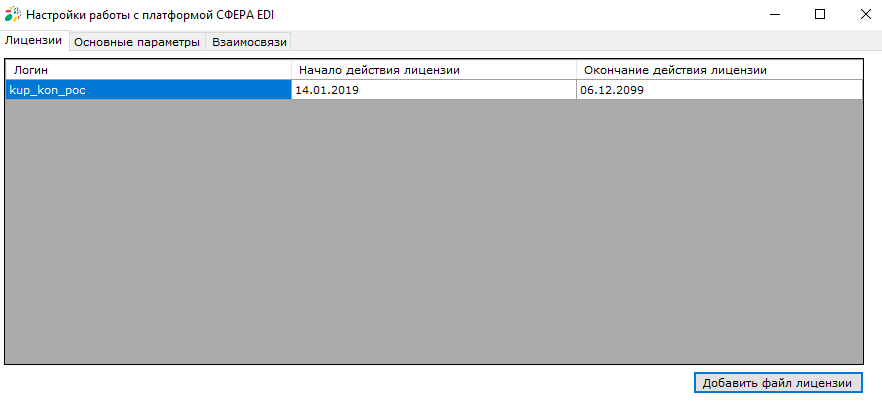 Настройки работы с платформой СФЕРА EDI
Лицензии Основные параметры Взаимосвязи
Логин Начало действия лицензии Окончание действия лицензии
kup_kon_poc 14.01.2019 06.12.2099
Добавить файл лицензии